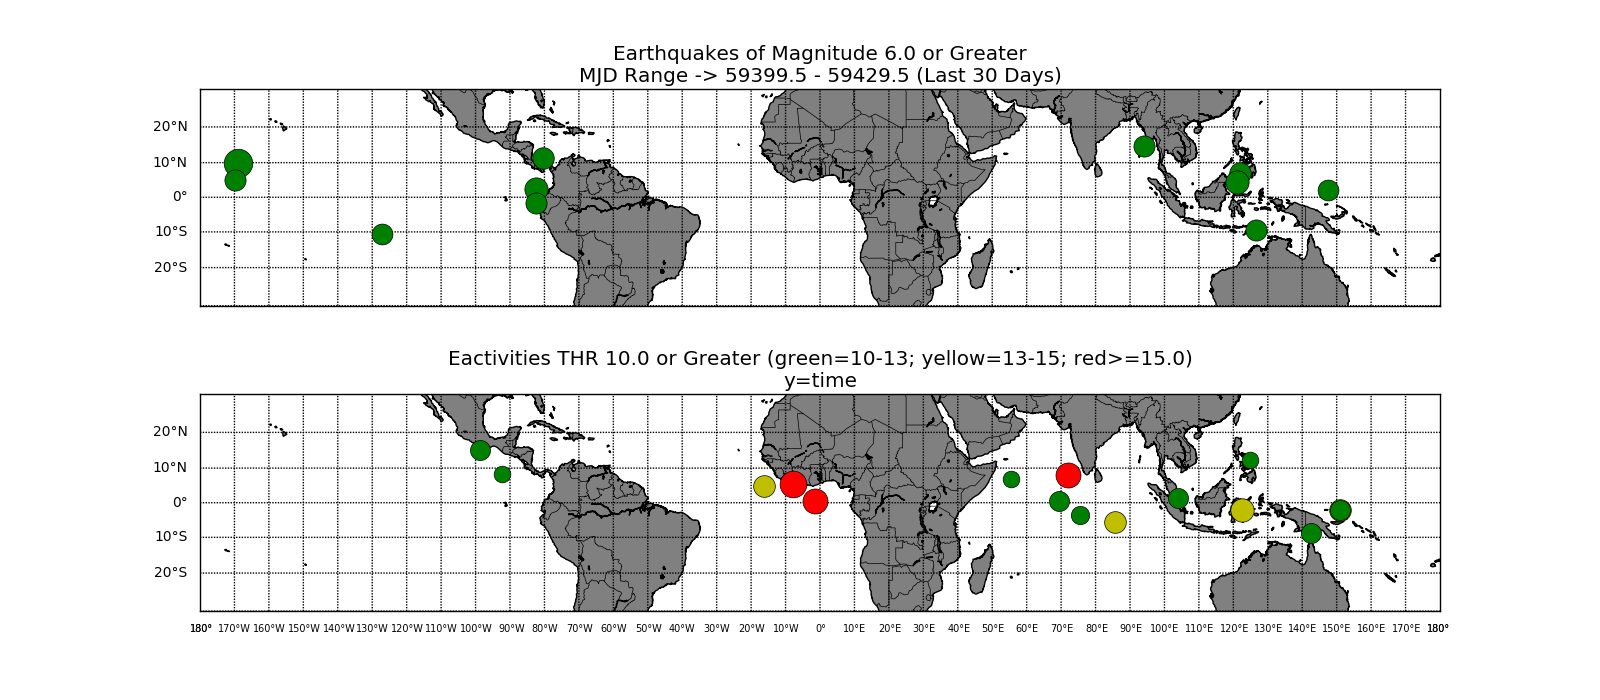 Earthquakes of Magnitude 6.0 or Greater
MJD Range -> 59399.5 - 59429.5 (Last 30 Days)
20°N
10°N
0°
10°S
20°S
Eactivities THR 10.0 or Greater (green=10-13; yellow=13-15; red>=15.0)
y=time
20°N
10°N
0°
10°S
20°S
180° 170°W 160°W 150°W 140°W 130°W 120°W 110°W 100°W 90°W 80°W 70°W 60°W 50°W 40°W 30°W 20°W 10°W 0° 10°E 20°E 30°E 40°E 50°E 60°E 70°E 80°E 90°E 100°E 110°E 120°E 130°E 140°E 150°E 160°E 170°E 180°